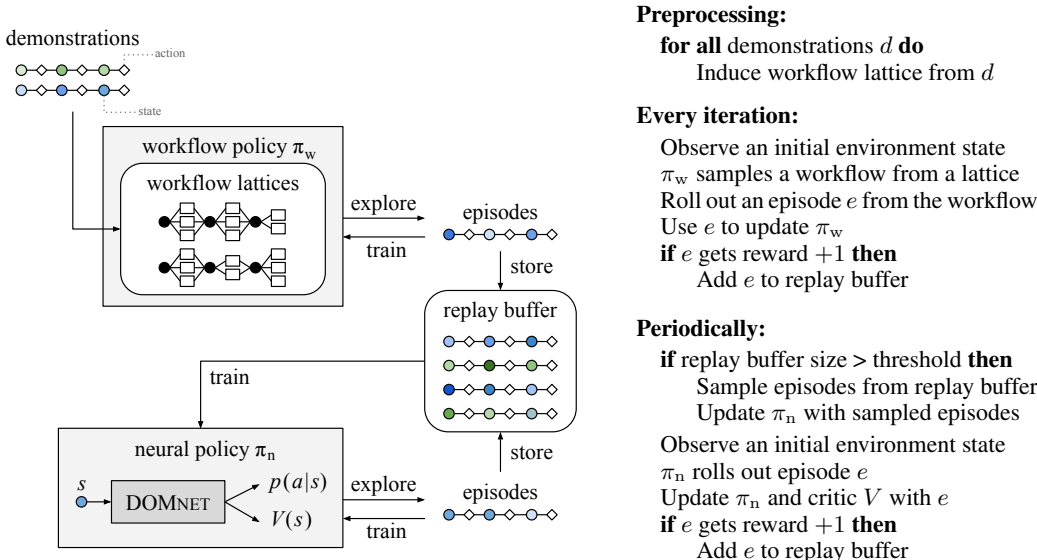 demonstrations
action
state
workflow policy πw
workflow lattices
explore
train
episodes
store
replay buffer
train
neural policy πn
s
DOMNET
p(a|s)
V(s)
explore
train
store
episodes
Preprocessing:
for all demonstrations d do
Induce workflow lattice from d
Every iteration:
Observe an initial environment state
πw samples a workflow from a lattice
Roll out an episode e from the workflow
Use e to update πw
if e gets reward +1 then
Add e to replay buffer
Periodically:
if replay buffer size > threshold then
Sample episodes from replay buffer
Update πn with sampled episodes
Observe an initial environment state
πn rolls out episode e
Update πn and critic V with e
if e gets reward +1 then
Add e to replay buffer